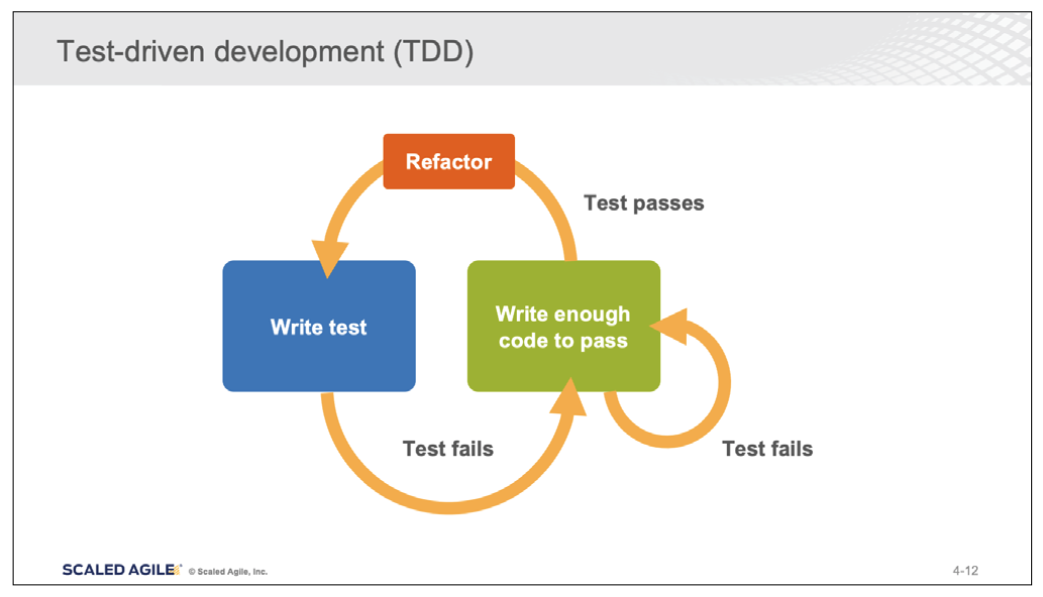 Test-driven development (TDD)
Refactor
Test passes
Write test
Write enough
code to pass
Test fails
Test fails
SCALED AGILE
© Scaled Agile, Inc.
4-12